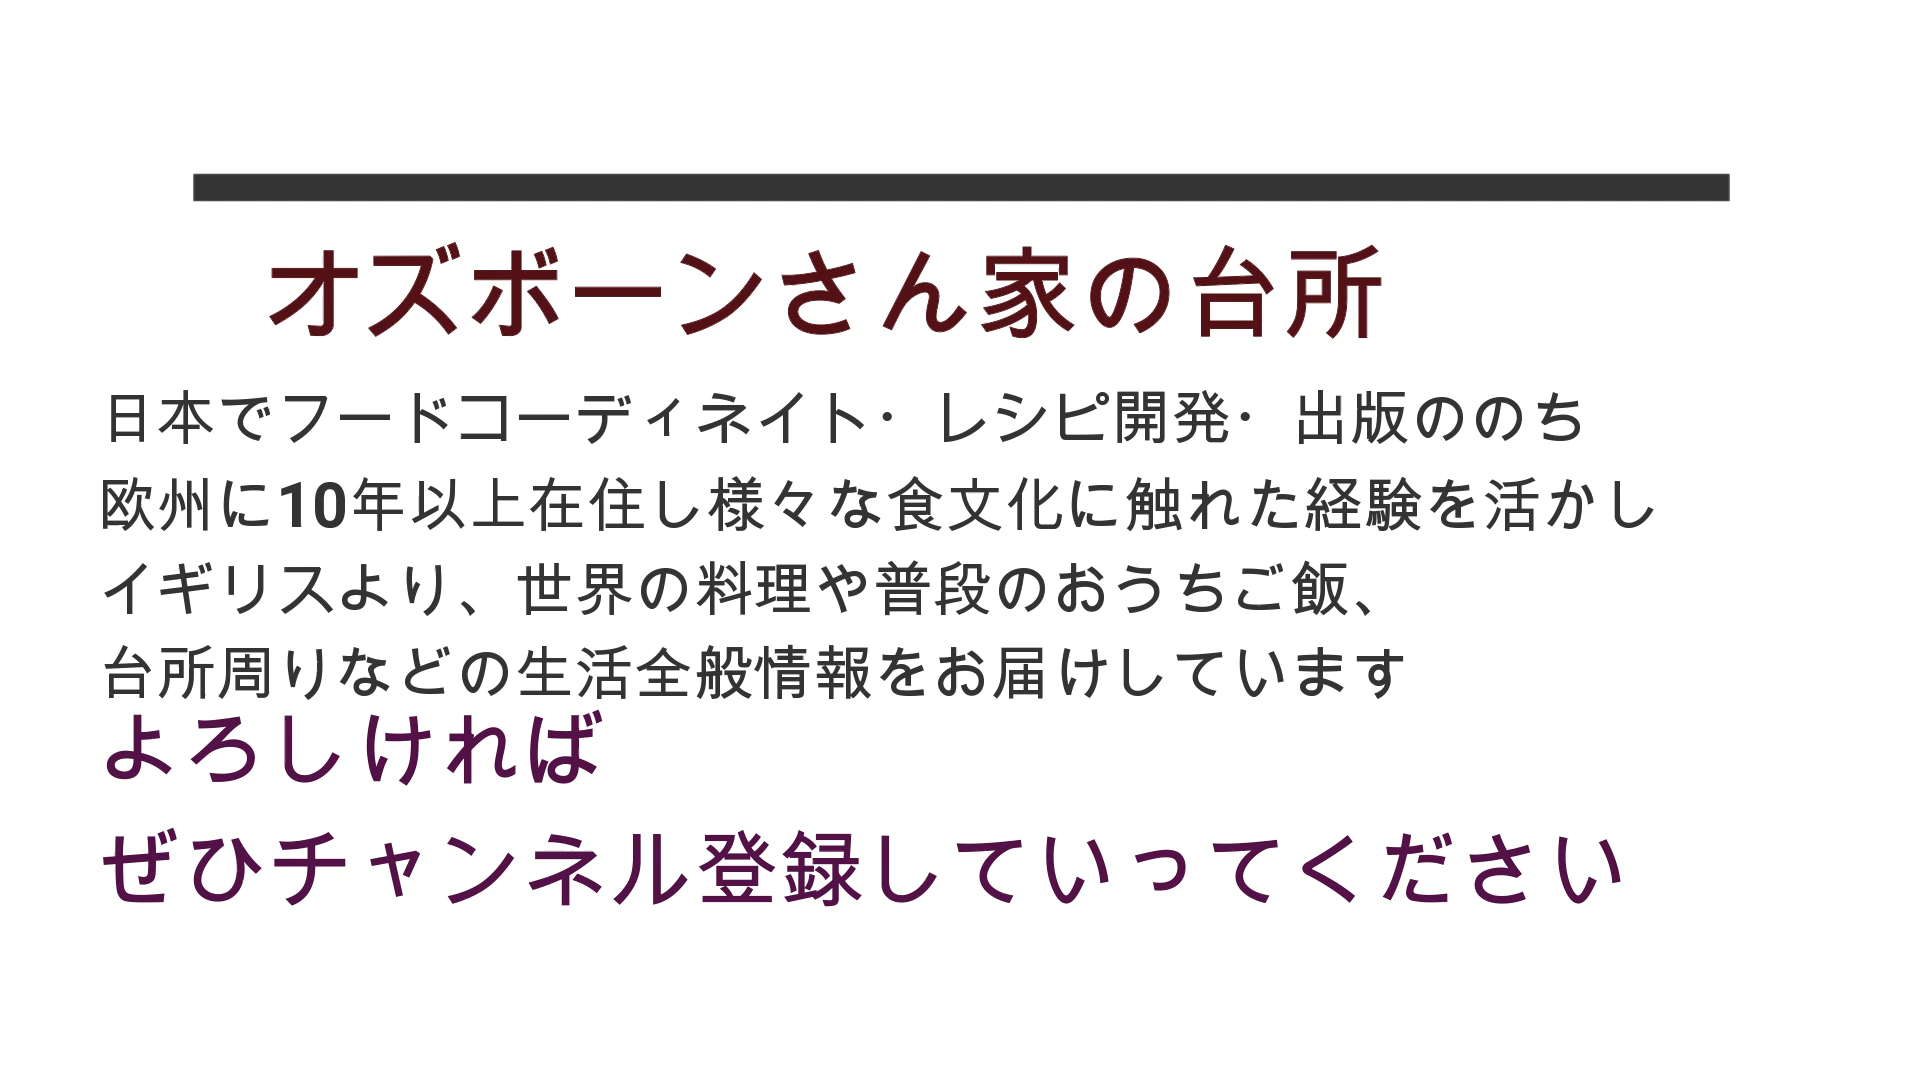 オズボーンさん家の台所
日本でフードコーディネイト・レシピ開発・出版ののち
欧州に10年以上在住し様々な食文化に触れた経験を活かし
イギリスより、世界の料理や普段のおうちご飯、
台所周りなどの生活全般情報をお届けしています
よろしければ
ぜひチャンネル登録していってください